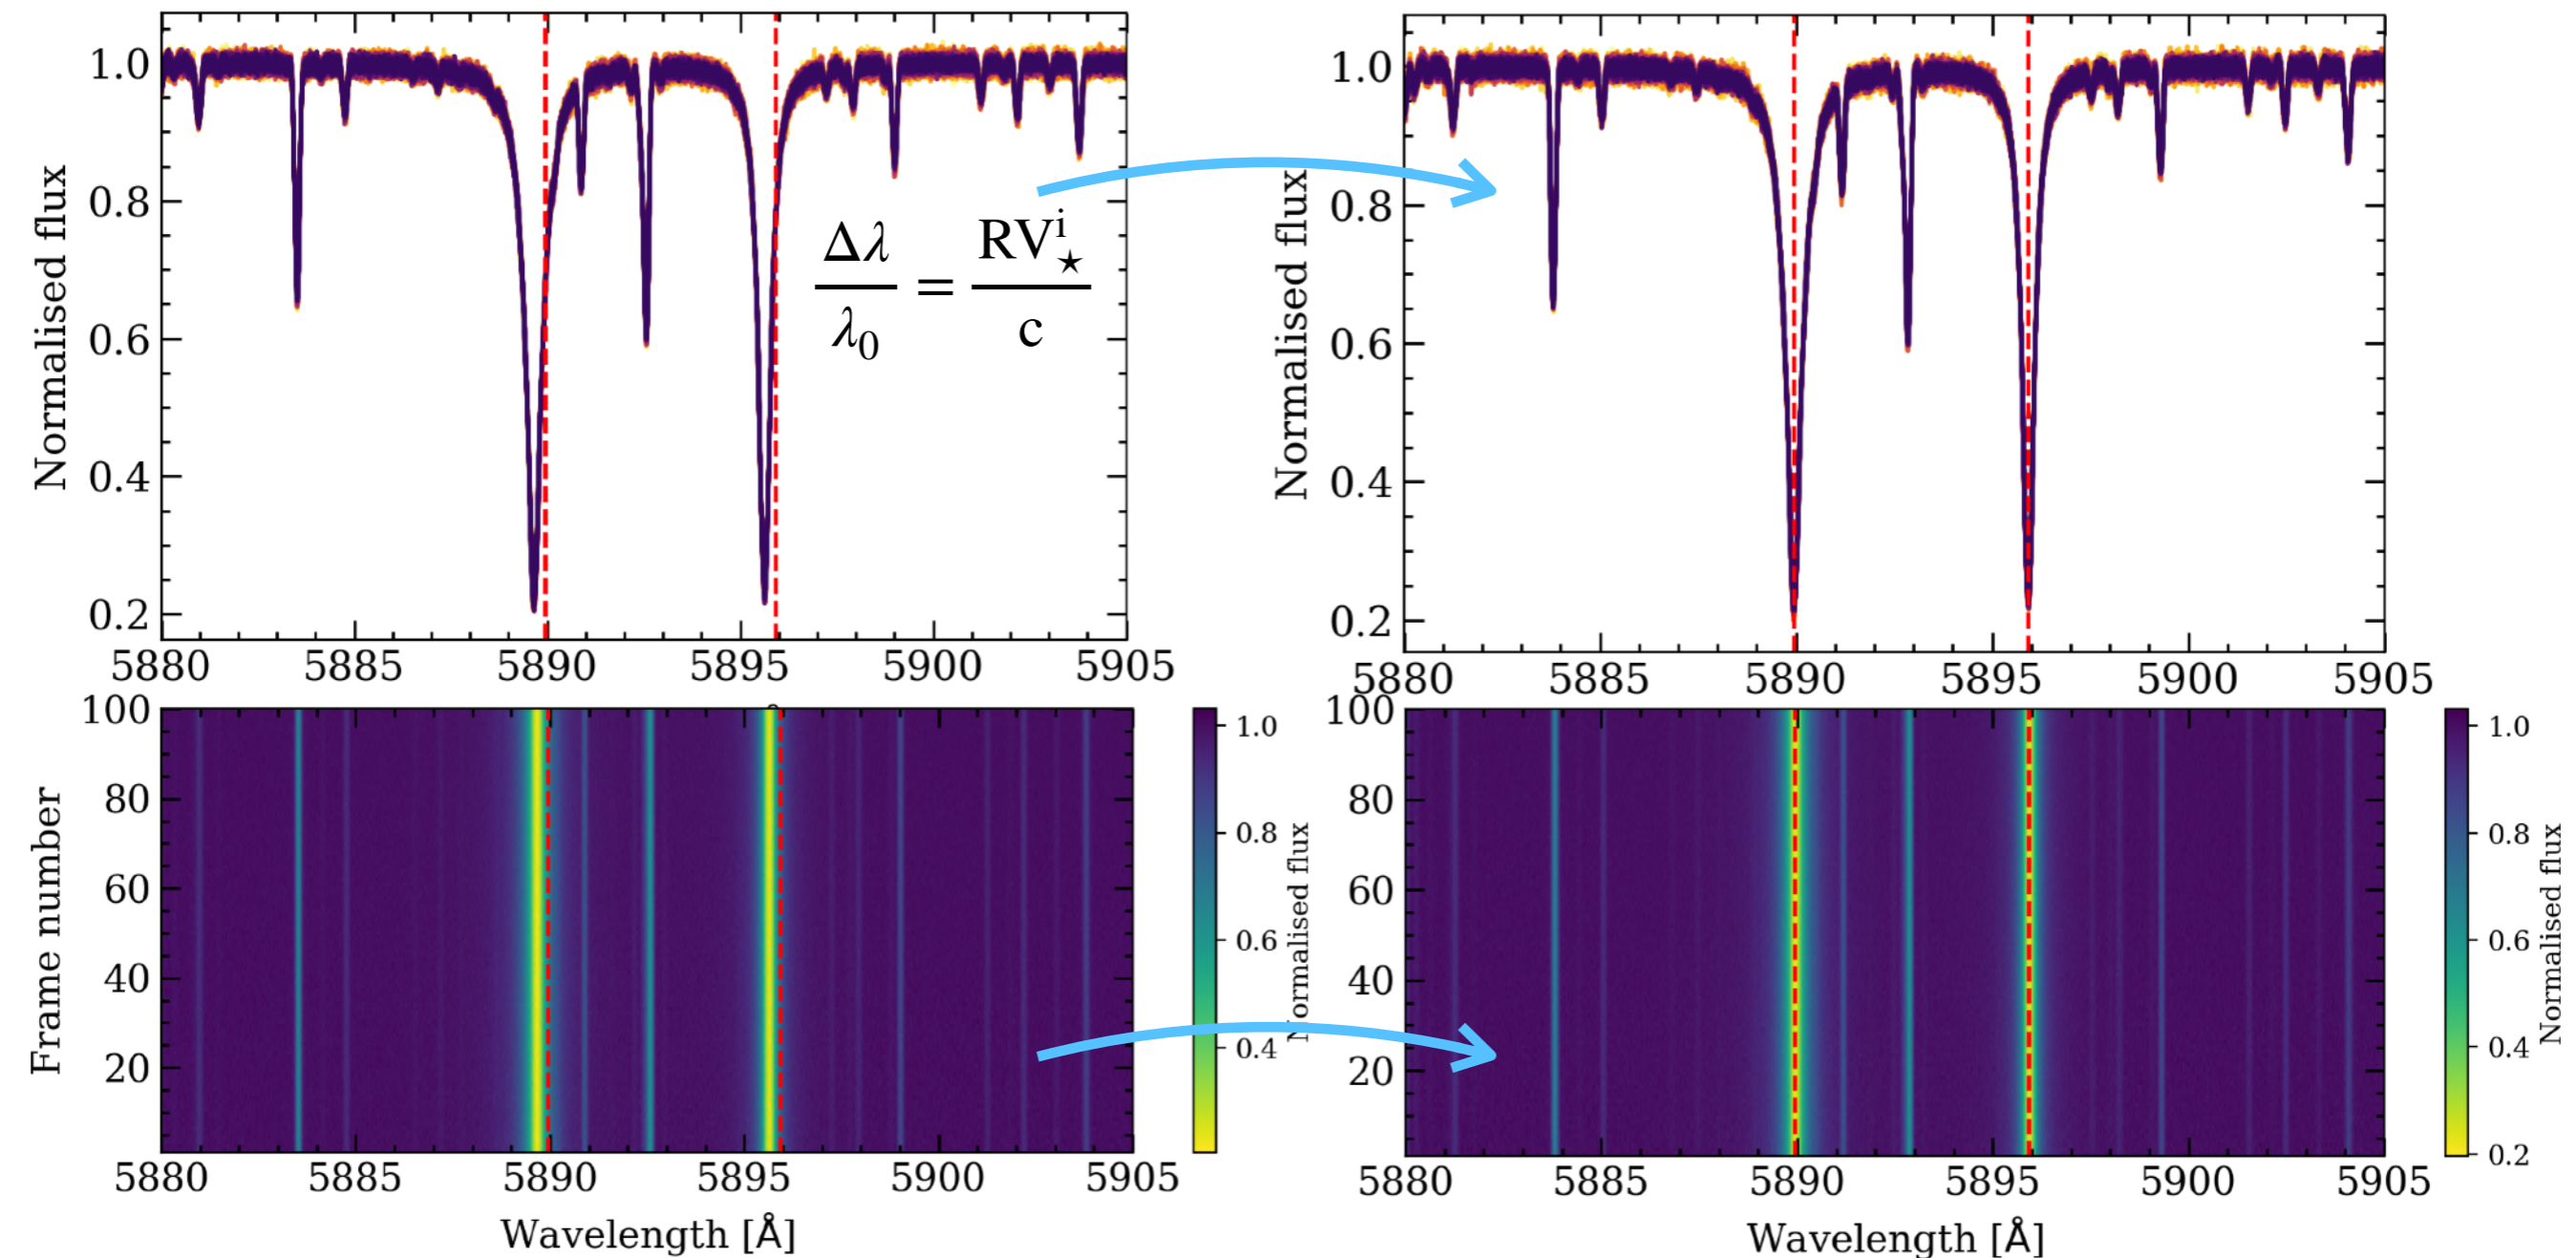 1.0
0.8
0.6
0.4
0.2
Normalised flux
5880 5885 5890 5895 5900 5905
Δλ/λ0 = RV⋆^i/c
1.0
0.8
0.6
0.4
0.2
Normalised flux
5880 5885 5890 5895 5900 5905
100
80
60
40
20
Frame number
5880 5885 5890 5895 5900 5905
Wavelength [Å]
1.0
0.8
0.6
0.4
Normalised flux
100
80
60
40
20
5880 5885 5890 5895 5900 5905
Wavelength [Å]
1.0
0.8
0.6
0.4
0.2
Normalised flux